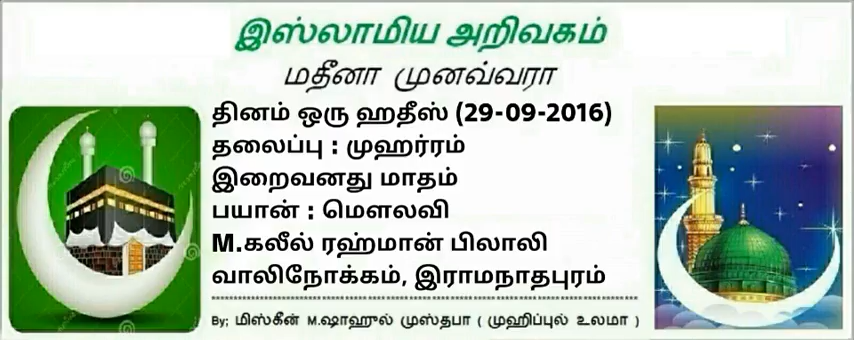 இஸ்லாமிய அறிவகம்
மதீனா முனவ்வரா
தினம் ஒரு ஹதீஸ் (29-09-2016)
தலைப்பு : முஹர்ரம்
இறைவனது மாதம்
பயான் : மௌலவி
M.கலீல் ரஹ்மான் பிலாலி
வாலிநோக்கம், இராமநாதபுரம்
By; மிஸ்கீன் M.ஷாஹுல் முஸ்தபா ( முஹிப்புல் உலமா )